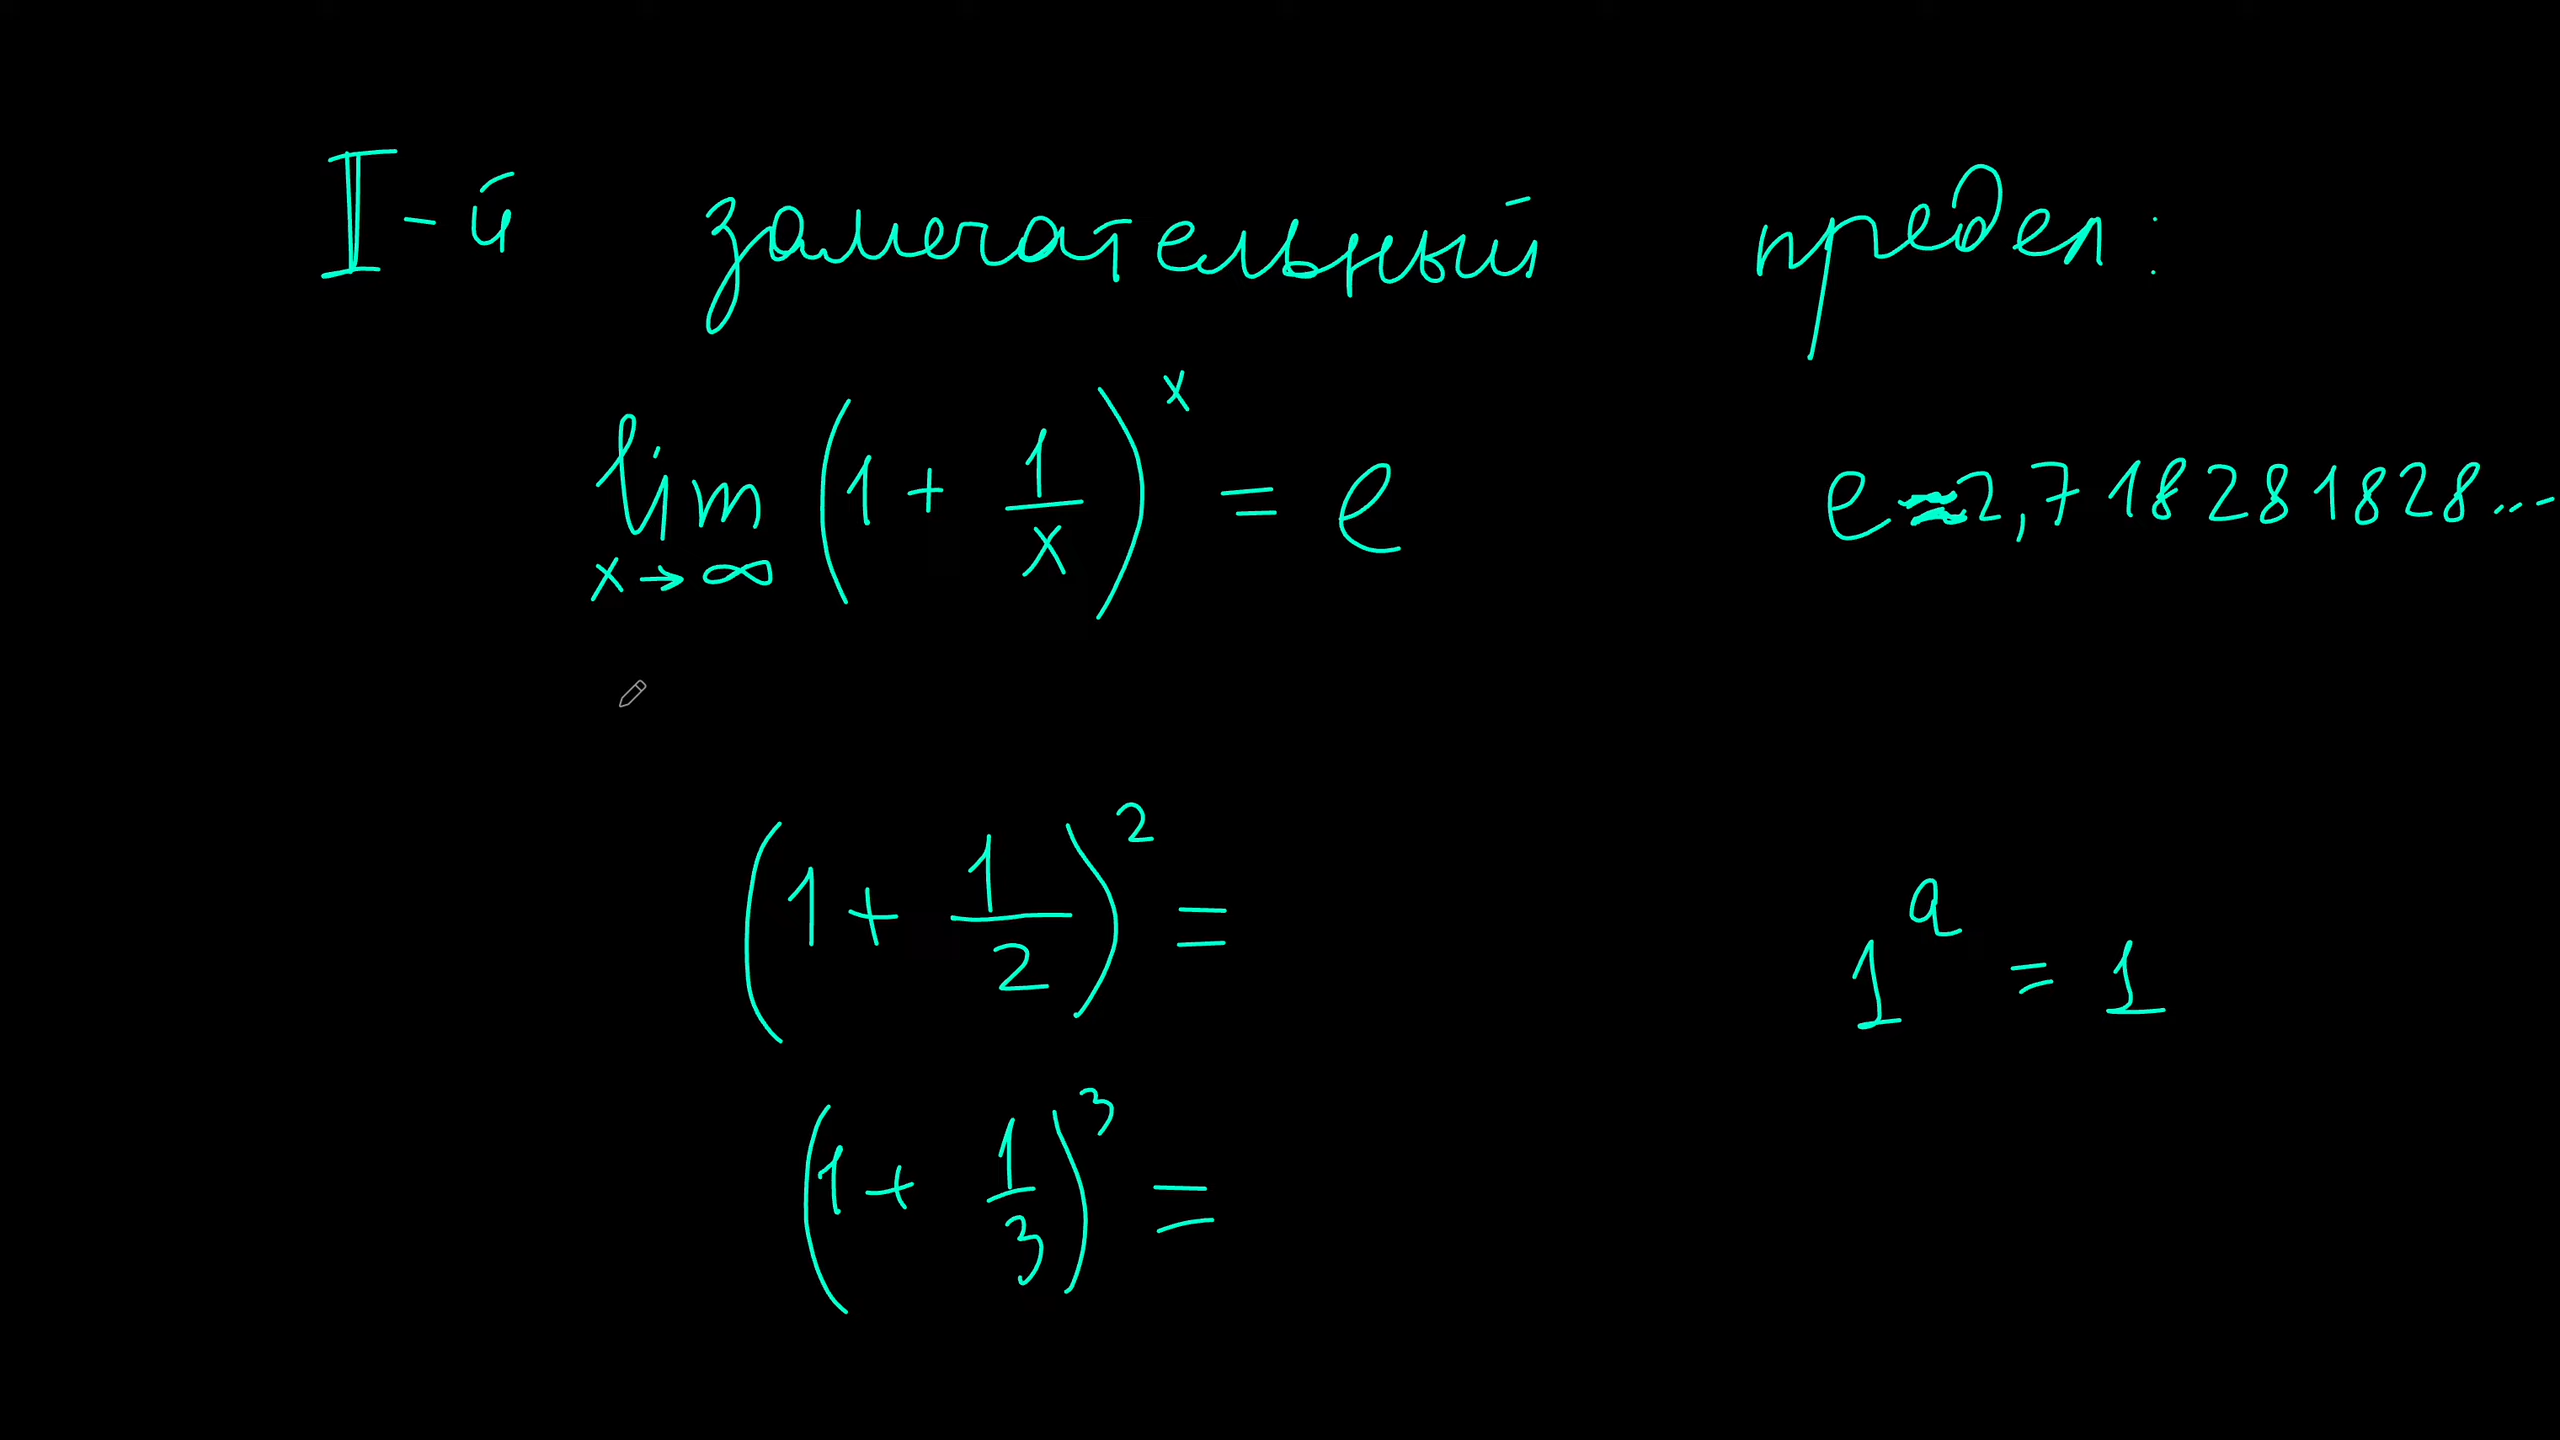 II-й замечательный предел:
lim x→∞ (1 + 1/x)^x = e
e ≈ 2,718281828...
(1 + 1/2)^2 =
1^a = 1
(1 + 1/3)^3 =